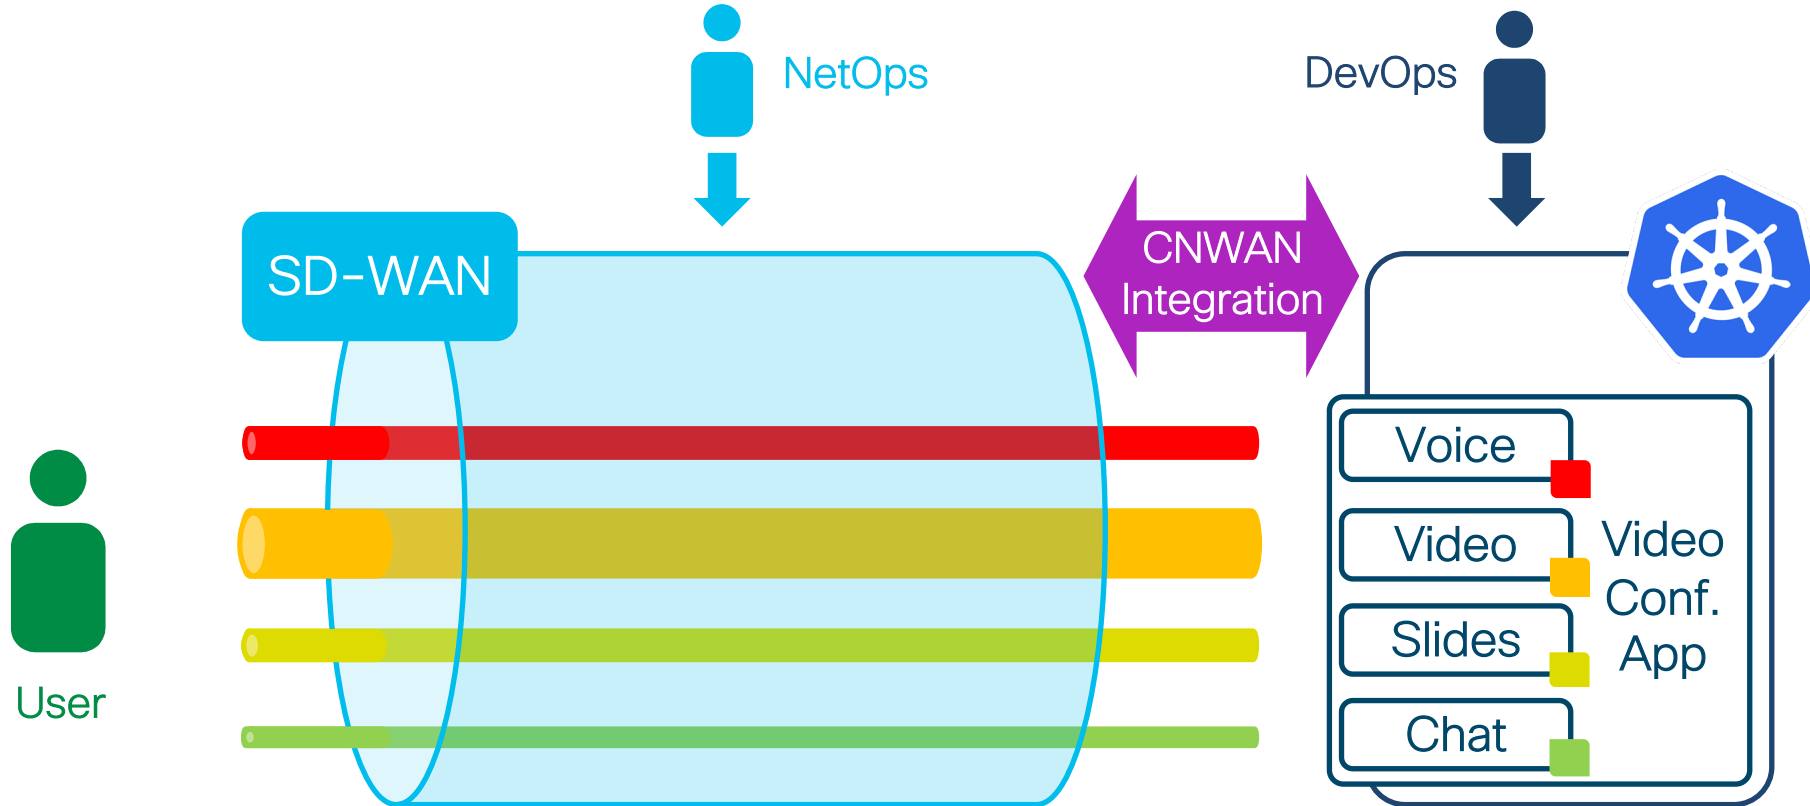 NetOps
DevOps
SD-WAN
CNWAN
Integration
User
Voice
Video
Slides
Chat
Video
Conf.
App